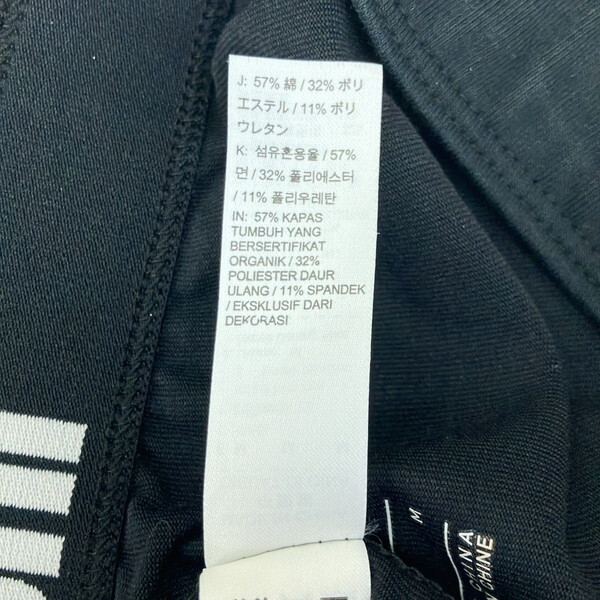 J: 57% 綿 / 32% ポリ
エステル / 11% ポリ
ウレタン
K: 섬유혼용율 / 57%
면 / 32% 폴리애스터
/ 11% 폴리우레탄
IN: 57% KAPAS
TUMBUH YANG
BERSERTIFIKAT
ORGANIK / 32%
POLIESTER DAUR
ULANG / 11% SPANDEK
/ EKSKLUSIF DARI
DEKORASI
M
CHINA
CHINE